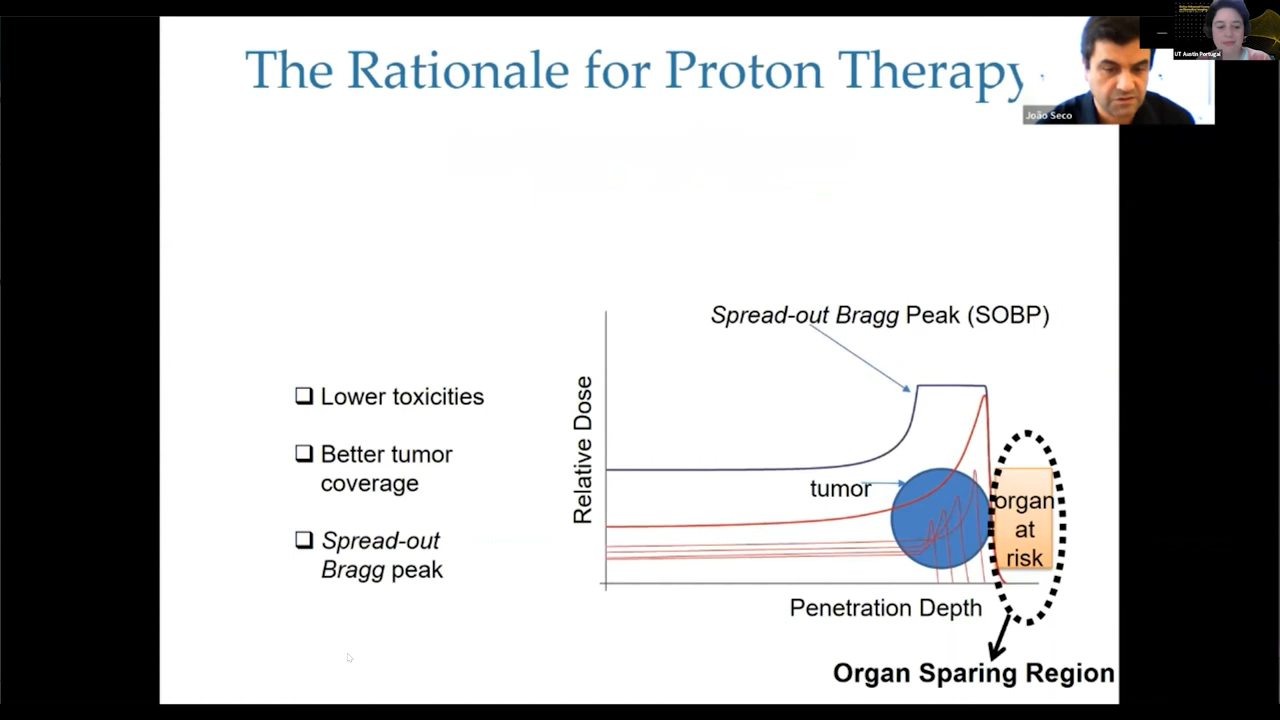 The Rationale for Proton Therapy
João Seco
UT Austin Portugal
Spread-out Bragg Peak (SOBP)
Lower toxicities
Better tumor
coverage
Spread-out
Bragg peak
Relative Dose
tumor
organ
at
risk
Penetration Depth
Organ Sparing Region